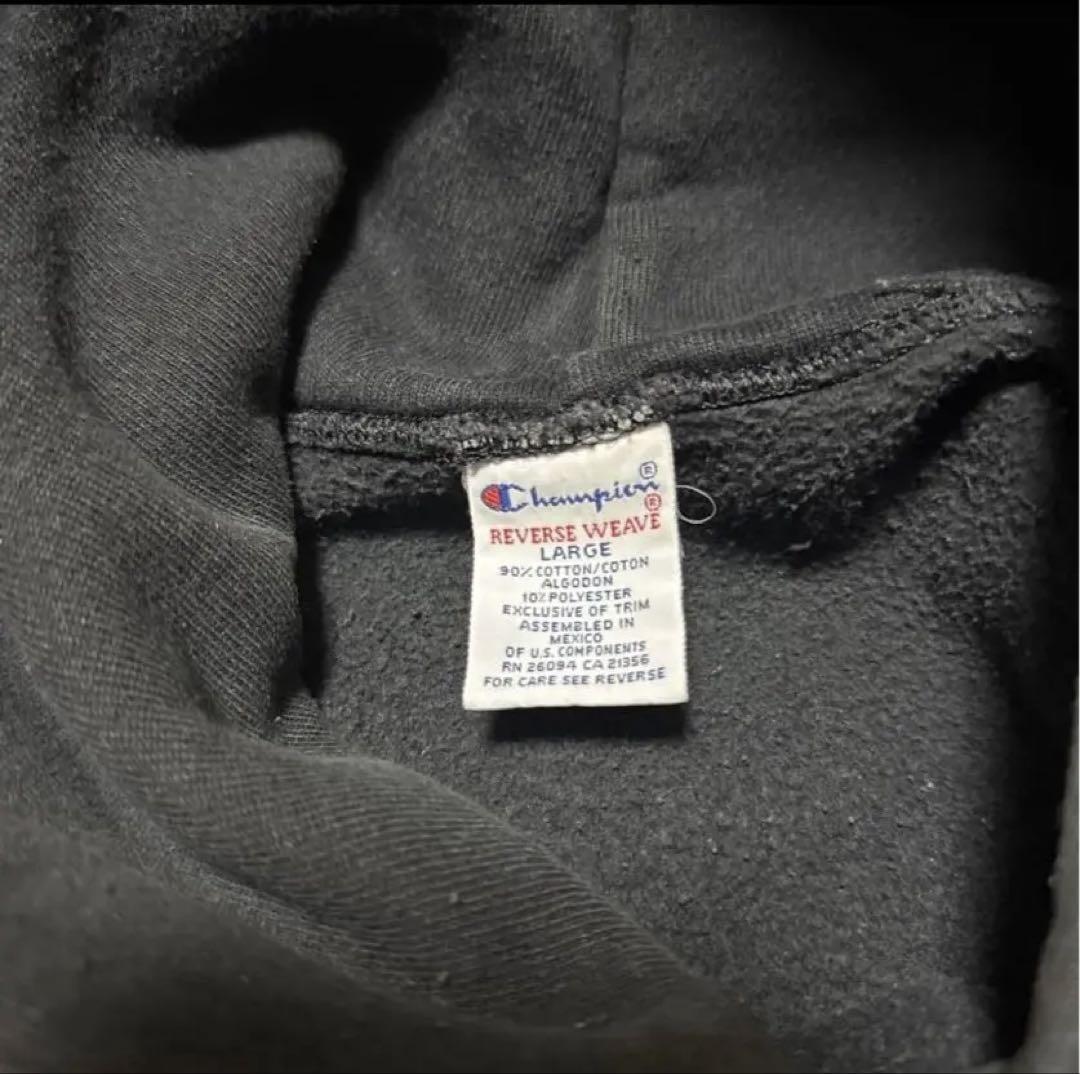 Champion®
®
REVERSE WEAVE
LARGE
90% COTTON/COTON
ALGODON
10% POLYESTER
EXCLUSIVE OF TRIM
ASSEMBLED IN
MEXICO
OF U.S. COMPONENTS
RN 26094 CA 21356
FOR CARE SEE REVERSE